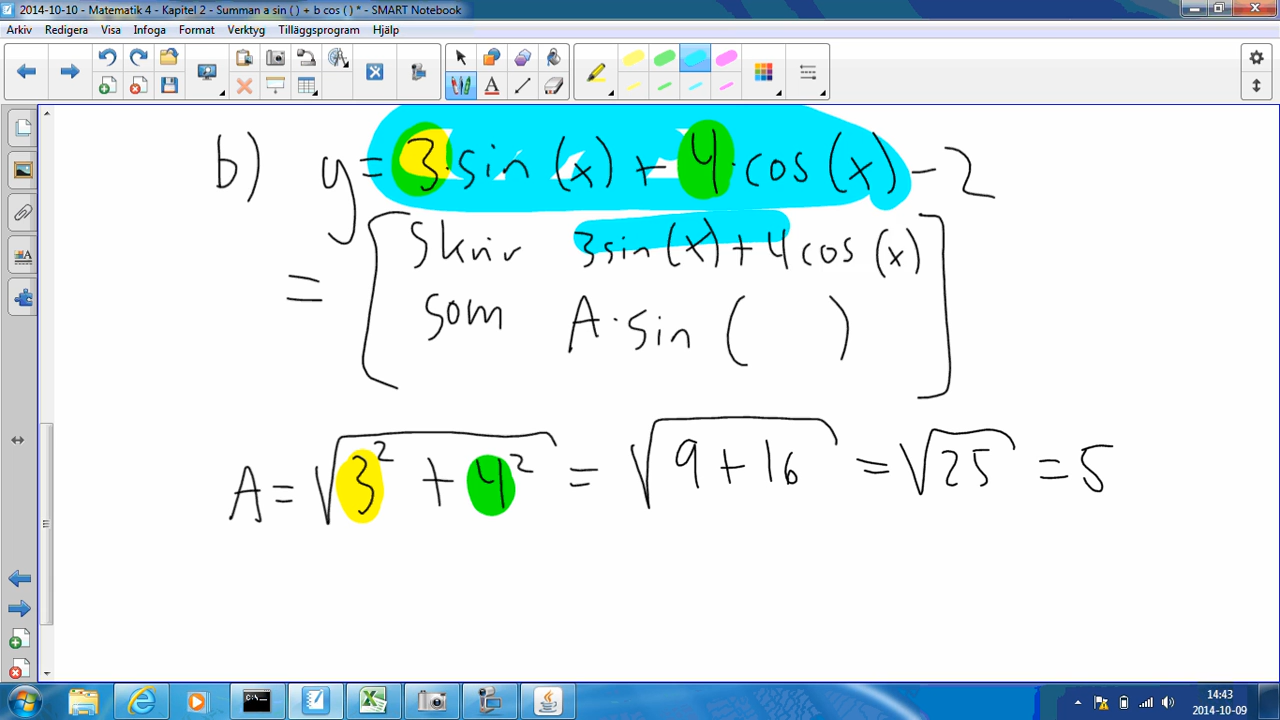 2014-10-10 - Matematik 4 - Kapitel 2 - Summan a sin ( ) + b cos ( ) * - SMART Notebook
Arkiv Redigera Visa Infoga Format Verktyg Tilläggsprogram Hjälp
b) y = 3·sin (x) + 4·cos (x) - 2
= [ Skriv 3sin(x) + 4cos (x)
som A·sin ( ) ]
A = √(3² + 4²) = √(9+16) = √25 = 5
14:43
2014-10-09